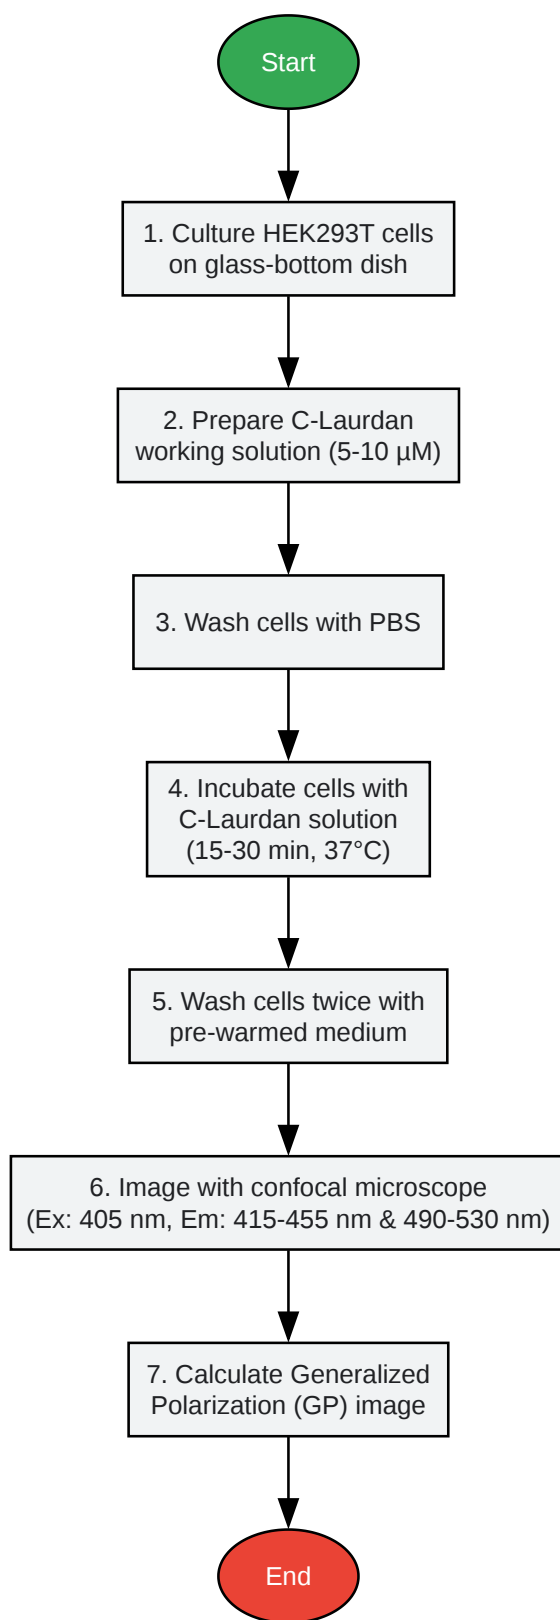 Start
1. Culture HEK293T cells
on glass-bottom dish
2. Prepare C-Laurdan
working solution (5-10 µM)
3. Wash cells with PBS
4. Incubate cells with
C-Laurdan solution
(15-30 min, 37°C)
5. Wash cells twice with
pre-warmed medium
6. Image with confocal microscope
(Ex: 405 nm, Em: 415-455 nm & 490-530 nm)
7. Calculate Generalized
Polarization (GP) image
End